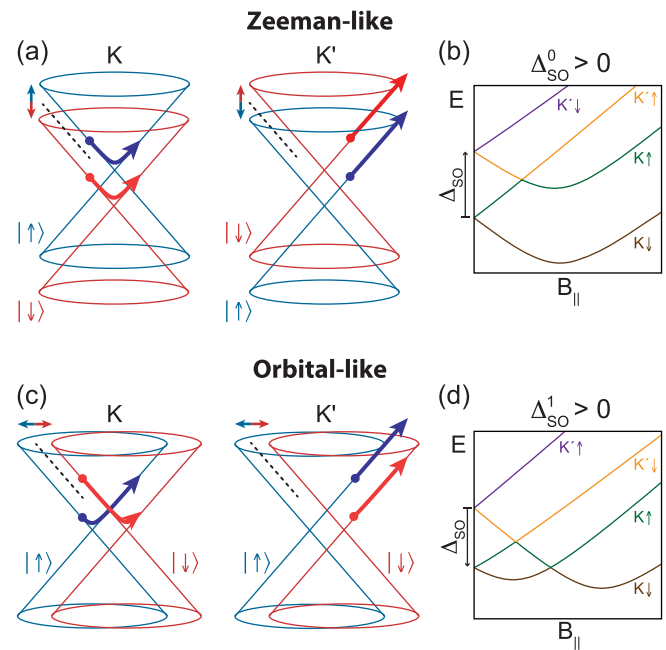 Zeeman-like
(a)
K
K'
|↑⟩
|↓⟩
|↓⟩
|↑⟩
(b)
Δ⁰SO > 0
E
K´↓
K´↑
K↑
K↓
ΔSO
B||
Orbital-like
(c)
K
K'
|↑⟩
|↓⟩
|↑⟩
|↓⟩
(d)
Δ¹SO > 0
E
K´↑
K´↓
K↑
K↓
ΔSO
B||